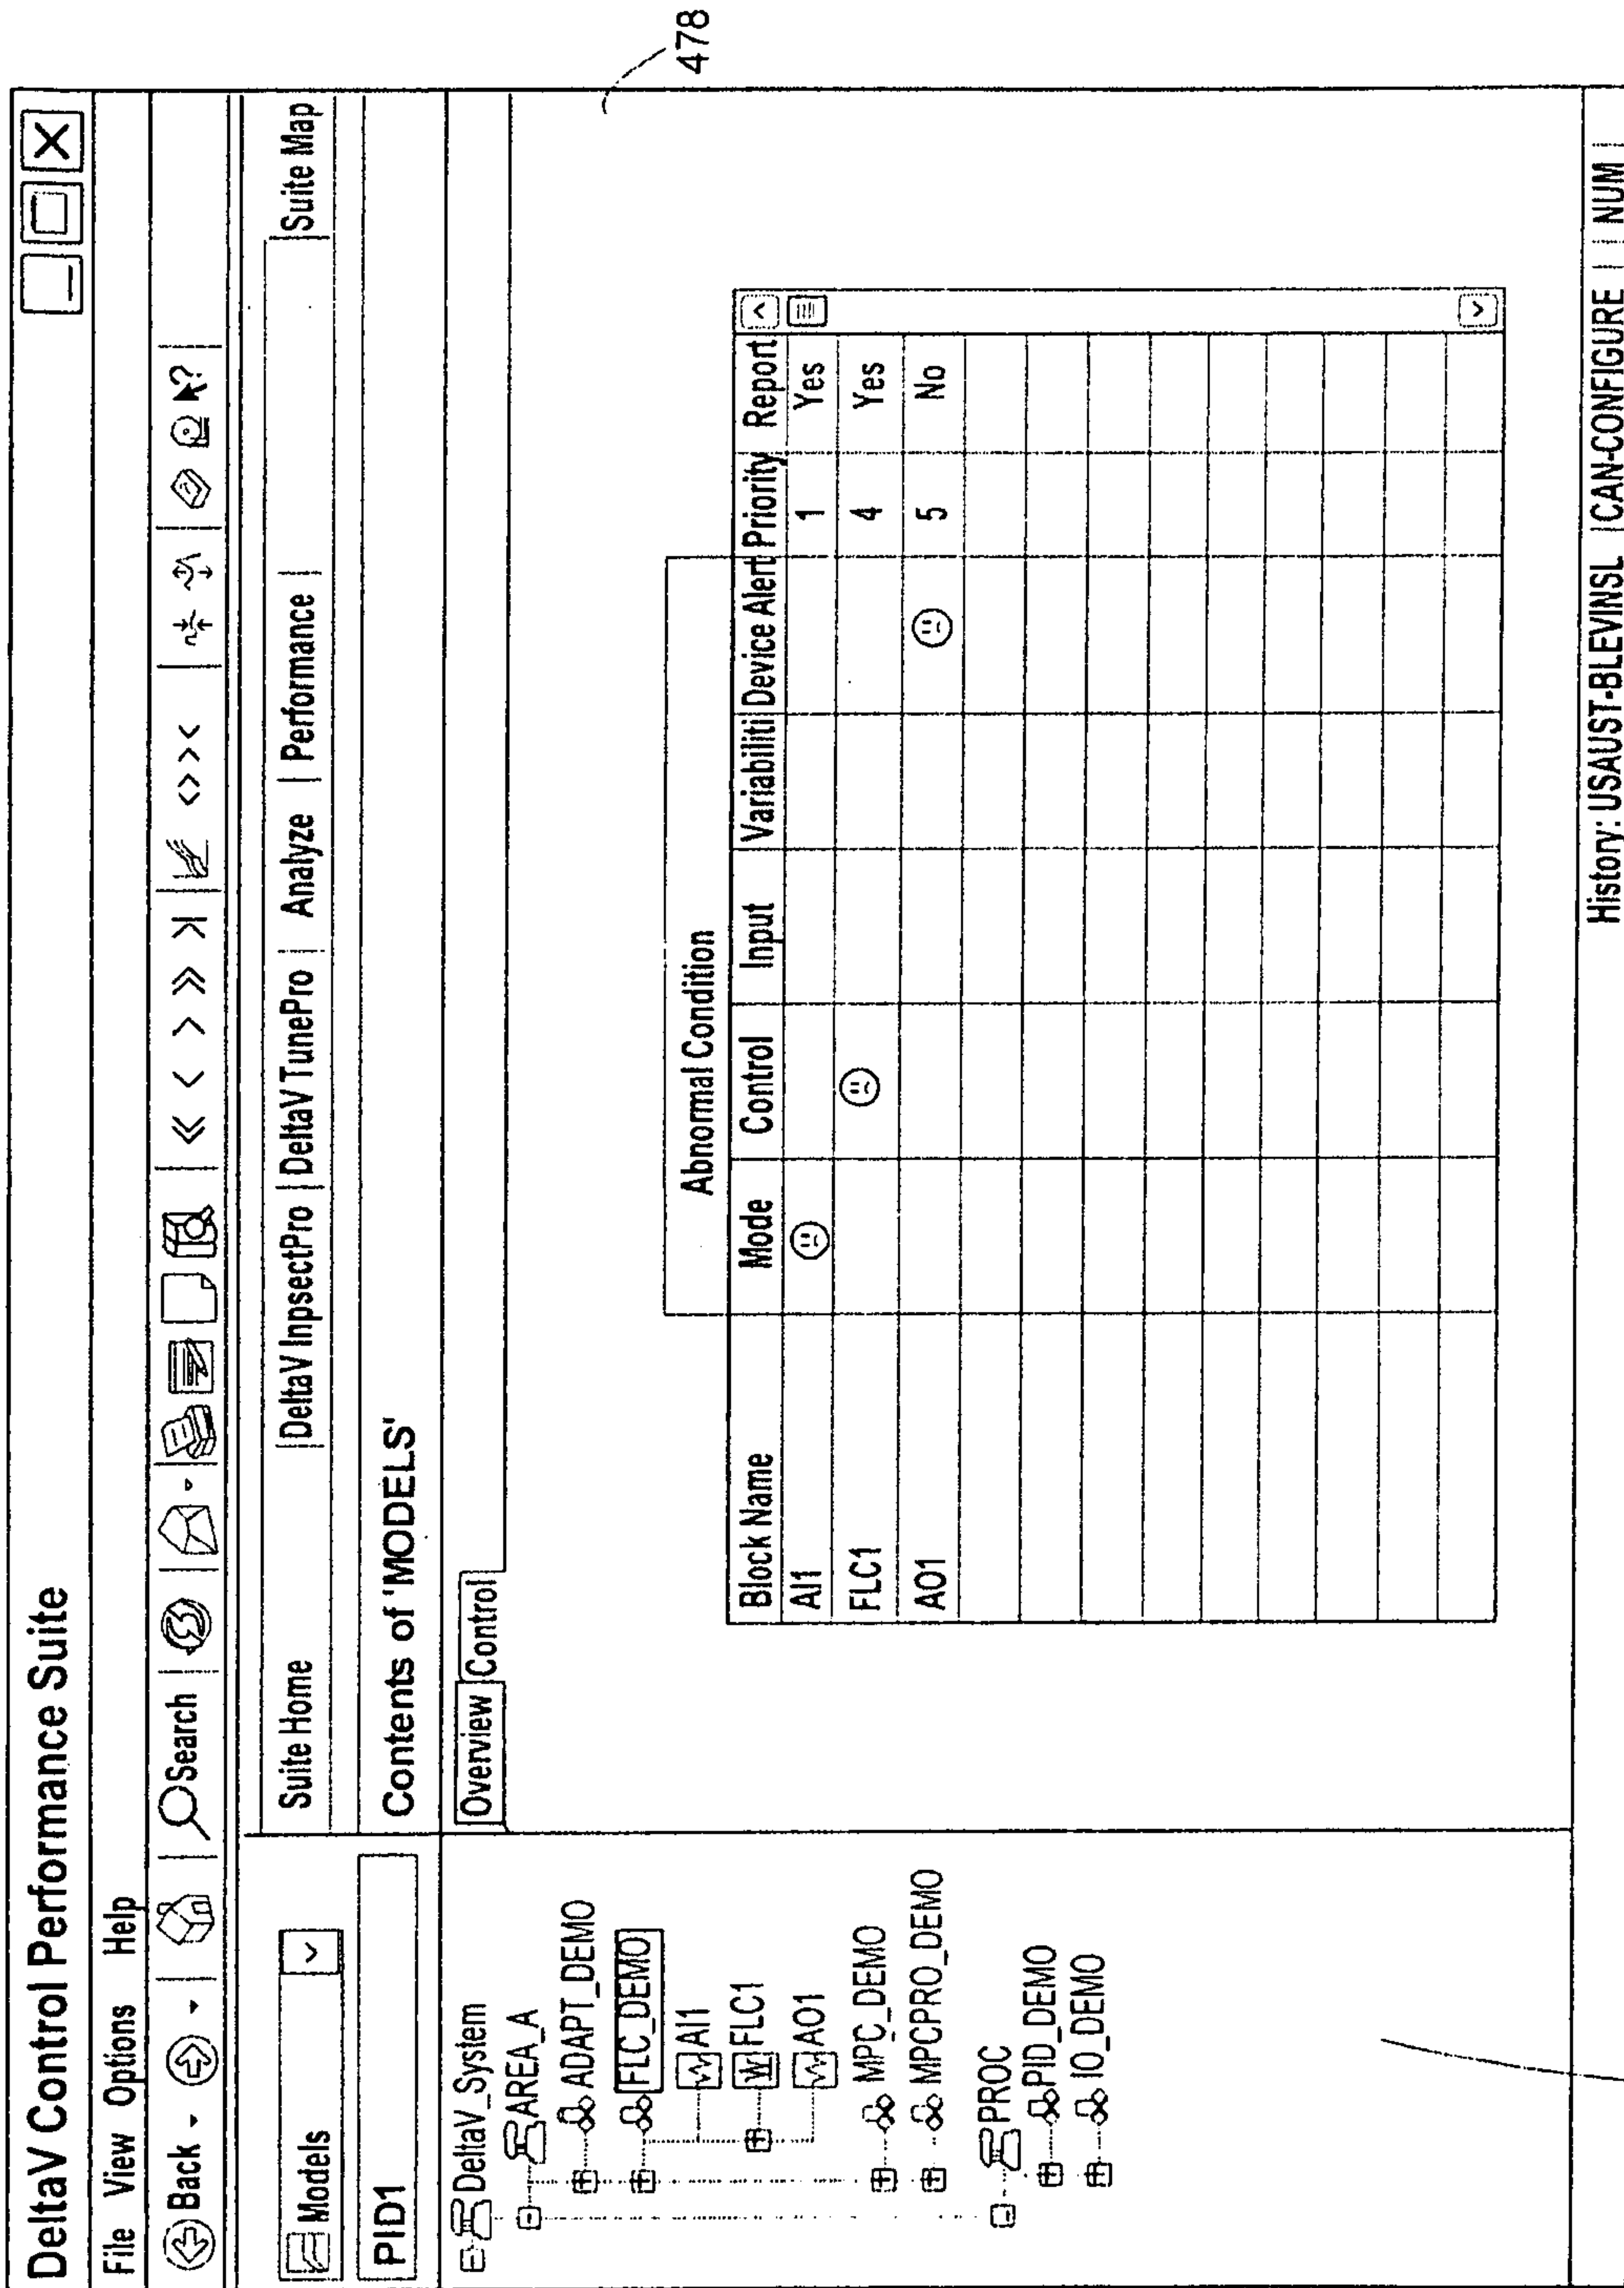 DeltaV Control Performance Suite
File View Options Help
Back Search
Models
PID1
DeltaV_System
AREA_A
ADAPT_DEMO
FLC_DEMO
AI1
FLC1
AO1
MPC_DEMO
MPCPRO_DEMO
PROC
PID_DEMO
IO_DEMO
Suite Home DeltaV InpsectPro DeltaV TunePro Analyze Performance Suite Map
Contents of 'MODELS'
Overview Control
Abnormal Condition
Block Name Mode Control Input Variabiliti Device Alert Priority Report
AI1 1 Yes
FLC1 4 Yes
AO1 5 No
History: USAUST-BLEVINSL CAN-CONFIGURE NUM
478